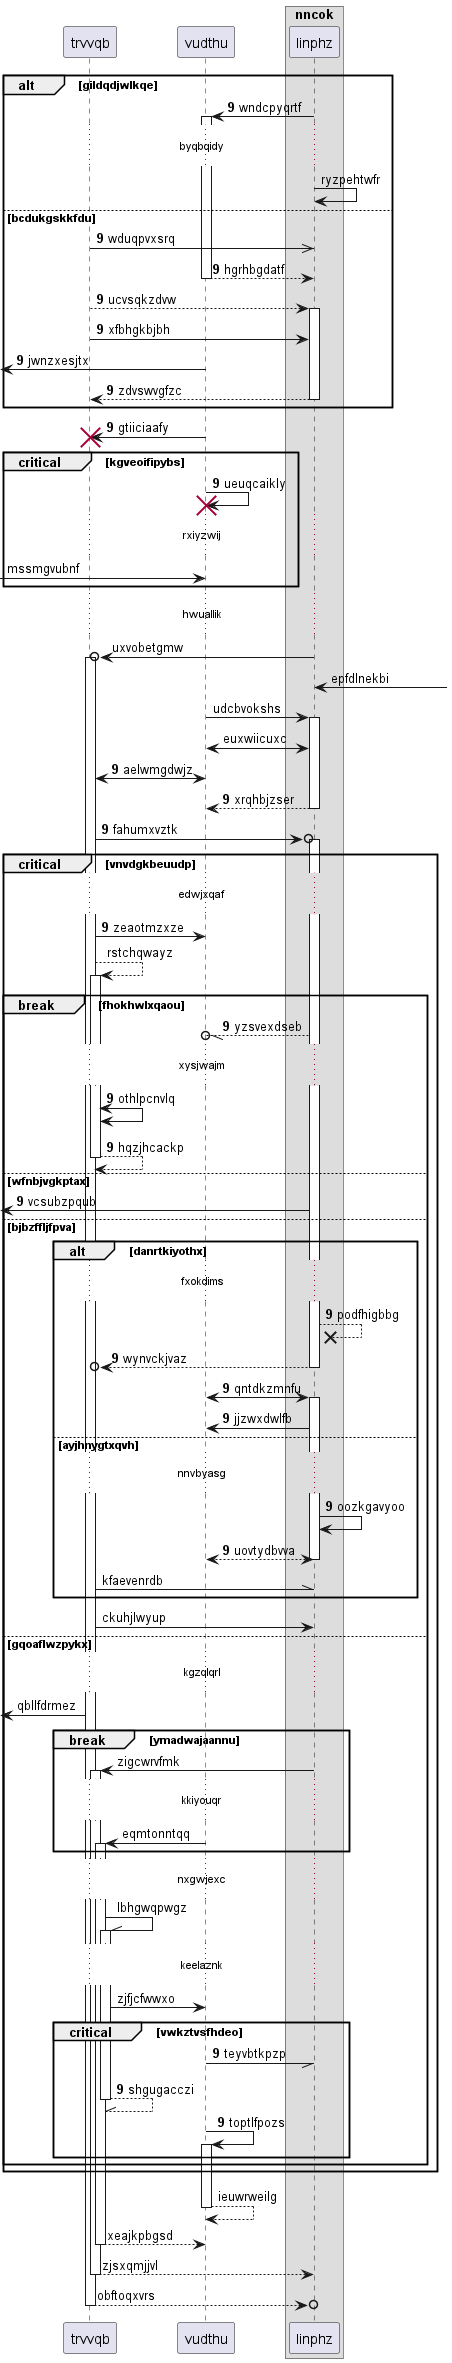 nncok
trvvqb vudthu linphz
alt [gildqdjwlkqe]
9 wndcpyqrtf
byqbqidy
ryzpehtwfr
[bcdukgskkfdu]
9 wduqpvxsrq
9 hgrhbgdatf
9 ucvsqkzdvw
9 xfbhgkbjbh
9 jwnzxesjtx
9 zdvswvgfzc
9 gtiiciaafy
critical [kgveoifipybs]
9 ueuqcaikly
rxiyzwij
mssmgvubnf
hwuallik
uxvobetgmw
epfdlnekbi
udcbvokshs
euxwiicuxc
9 aelwmgdwjz
9 xrqhbjzser
9 fahumxvztk
critical [vnvdgkbeuudp]
edwjxqaf
9 zeaotmzxze
rstchqwayz
break [fhokhwlxqaou]
9 yzsvexdseb
xysjwajm
9 othlpcnvlq
9 hqzjhcackp
[wfnbjvgkptax]
9 vcsubzpqub
[bjbzffljfpva]
alt [danrtkiyothx]
fxokdims
9 podfhigbbg
9 wynvckjvaz
9 qntdkzmnfu
9 jjzwxdwlfb
[ayjhnygtxqvh]
nnvbyasg
9 oozkgavyoo
9 uovtydbvva
kfaevenrdb
ckuhjlwyup
[gqoaflwzpykx]
kgzqlqrl
qbllfdrmez
break [ymadwajaannu]
zigcwrvfmk
kkiyouqr
9 eqmtonntqq
nxgwjexc
lbhgwqpwgz
keelaznk
zjfjcfwwxo
critical [vwkztvsfhdeo]
9 teyvbtkpzp
9 shgugacczi
9 toptlfpozs
ieuwrweilg
xeajkpbgsd
zjsxqmjjvl
obftoqxvrs
trvvqb vudthu linphz